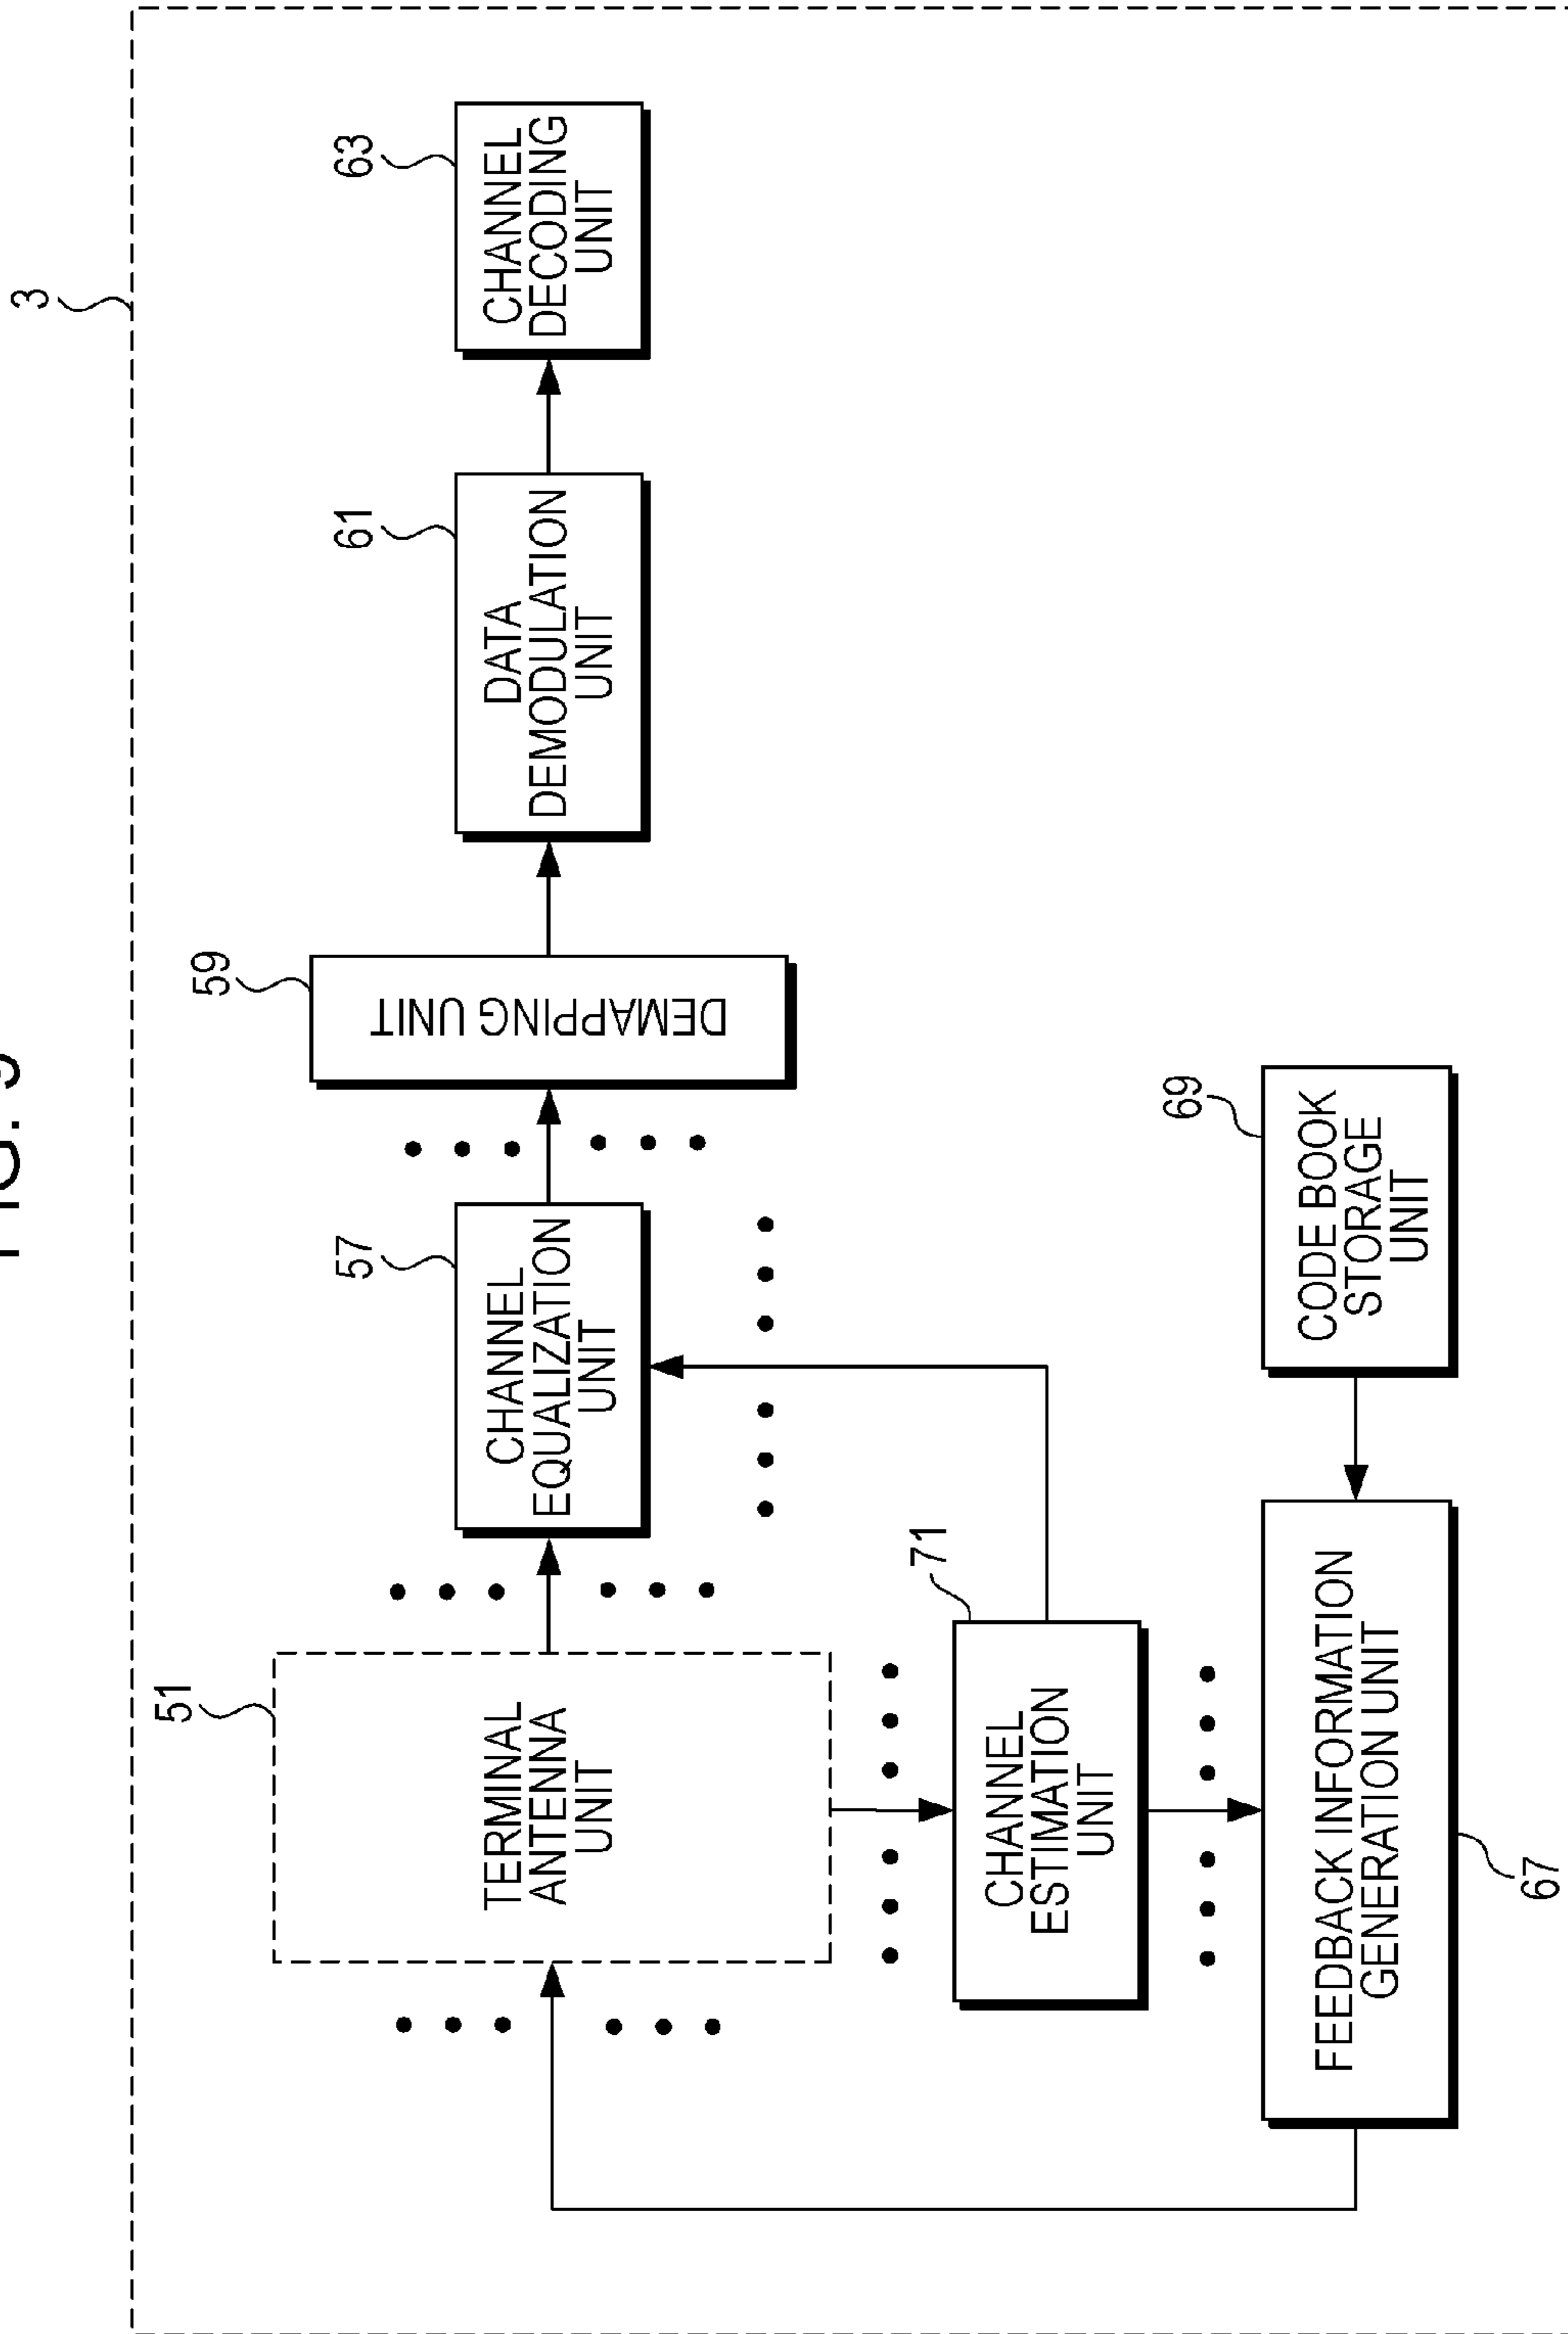 FIG.
3
51
TERMINAL
ANTENNA
UNIT
57
CHANNEL
EQUALIZATION
UNIT
59
DEMAPPING UNIT
61
DATA
DEMODULATION
UNIT
63
CHANNEL
DECODING
UNIT
71
CHANNEL
ESTIMATION
UNIT
FEEDBACK INFORMATION
GENERATION UNIT
67
69
CODE BOOK
STORAGE
UNIT